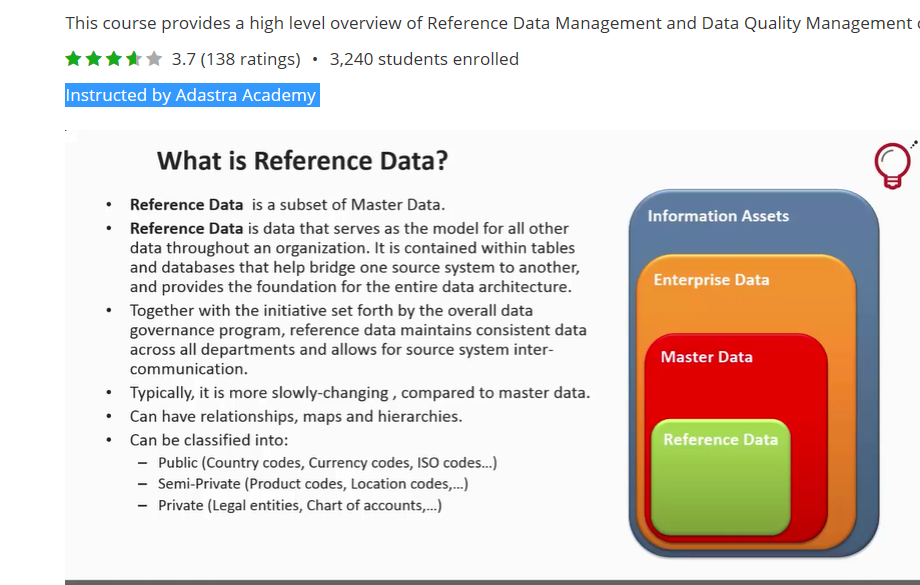 This course provides a high level overview of Reference Data Management and Data Quality Management
3.7 (138 ratings) • 3,240 students enrolled
Instructed by Adastra Academy
What is Reference Data?
• Reference Data is a subset of Master Data.
• Reference Data is data that serves as the model for all other
data throughout an organization. It is contained within tables
and databases that help bridge one source system to another,
and provides the foundation for the entire data architecture.
• Together with the initiative set forth by the overall data
governance program, reference data maintains consistent data
across all departments and allows for source system inter-
communication.
• Typically, it is more slowly-changing , compared to master data.
• Can have relationships, maps and hierarchies.
• Can be classified into:
– Public (Country codes, Currency codes, ISO codes...)
– Semi-Private (Product codes, Location codes,...)
– Private (Legal entities, Chart of accounts,...)
Information Assets
Enterprise Data
Master Data
Reference Data